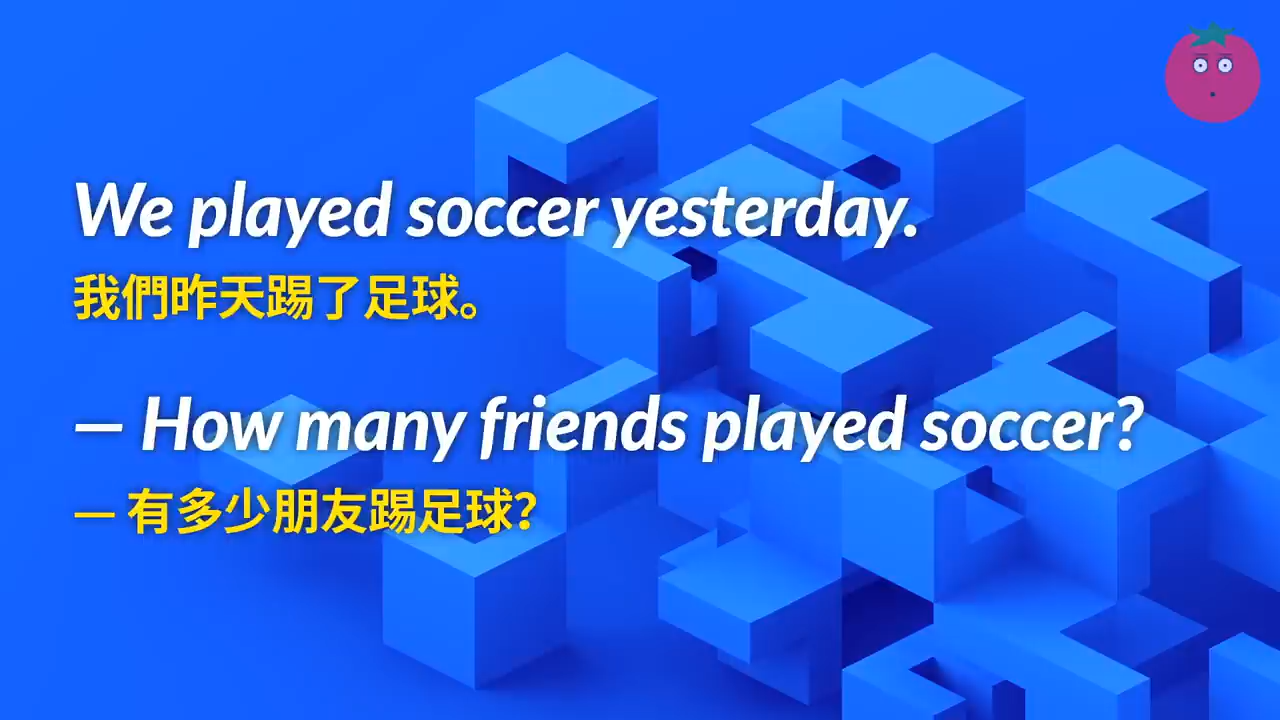 We played soccer yesterday.
我們昨天踢了足球。
— How many friends played soccer?
— 有多少朋友踢足球？